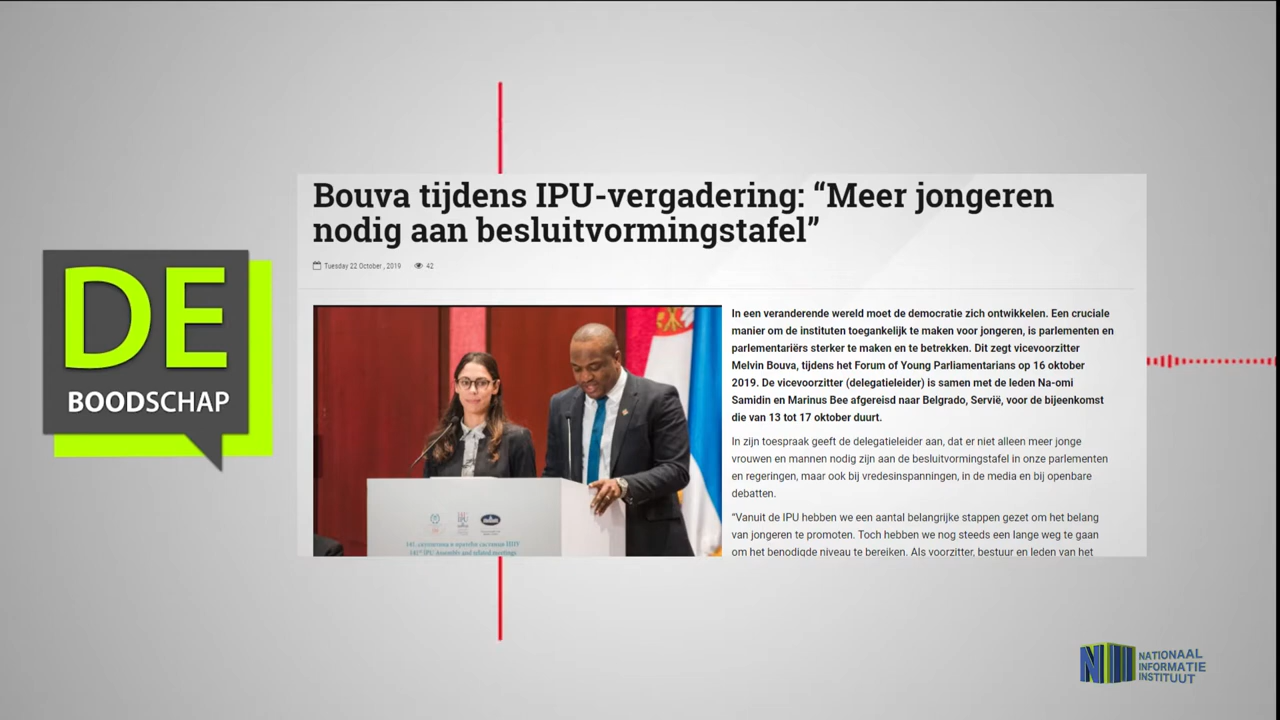 Bouva tijdens IPU-vergadering: “Meer jongeren
nodig aan besluitvormingstafel”
Tuesday 22 October , 2019 42
DE
BOODSCHAP
In een veranderende wereld moet de democratie zich ontwikkelen. Een cruciale
manier om de instituten toegankelijk te maken voor jongeren, is parlementen en
parlementariërs sterker te maken en te betrekken. Dit zegt vicevoorzitter
Melvin Bouva, tijdens het Forum of Young Parliamentarians op 16 oktober
2019. De vicevoorzitter (delegatieleider) is samen met de leden Na-omi
Samidin en Marinus Bee afgereisd naar Belgrado, Servië, voor de bijeenkomst
die van 13 tot 17 oktober duurt.
In zijn toespraak geeft de delegatieleider aan, dat er niet alleen meer jonge
vrouwen en mannen nodig zijn aan de besluitvormingstafel in onze parlementen
en regeringen, maar ook bij vredesinspanningen, in de media en bij openbare
debatten.
“Vanuit de IPU hebben we een aantal belangrijke stappen gezet om het belang
van jongeren te promoten. Toch hebben we nog steeds een lange weg te gaan
om het benodigde niveau te bereiken. Als voorzitter, bestuur en leden van het
141st IPU Assembly and related meetings
NII
NATIONAAL
INFORMATIE
INSTITUUT